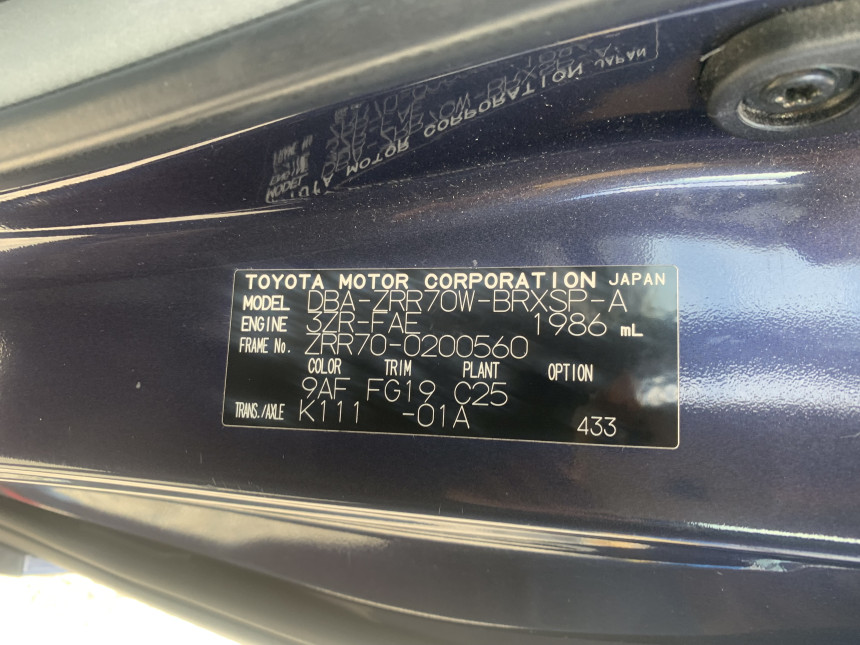 TOYOTA MOTOR CORPORATION JAPAN
MODEL DBA-ZRR70W-BRXSP-A
ENGINE 3ZR-FAE 1986 mL
FRAME No. ZRR70-0200560
COLOR TRIM PLANT OPTION
9AF FG19 C25
TRANS./AXLE K111 -01A 433